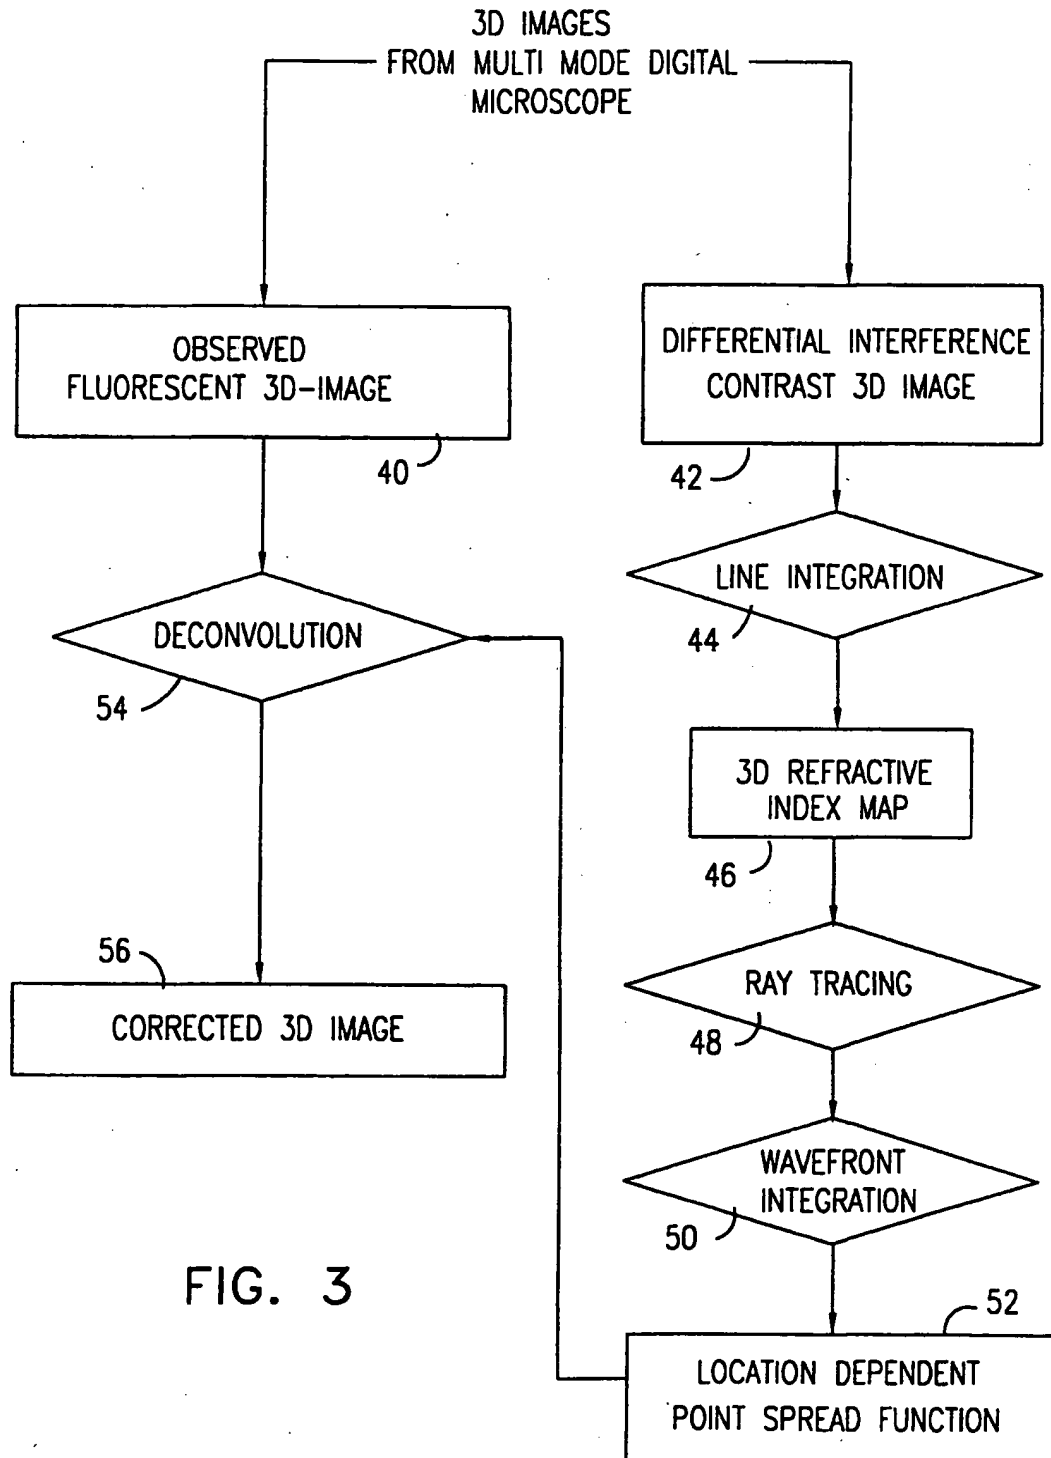 3D IMAGES
FROM MULTI MODE DIGITAL
MICROSCOPE
OBSERVED
FLUORESCENT 3D-IMAGE
40
DIFFERENTIAL INTERFERENCE
CONTRAST 3D IMAGE
42
LINE INTEGRATION
44
DECONVOLUTION
54
3D REFRACTIVE
INDEX MAP
46
RAY TRACING
48
56
CORRECTED 3D IMAGE
WAVEFRONT
INTEGRATION
50
52
LOCATION DEPENDENT
POINT SPREAD FUNCTION
FIG. 3